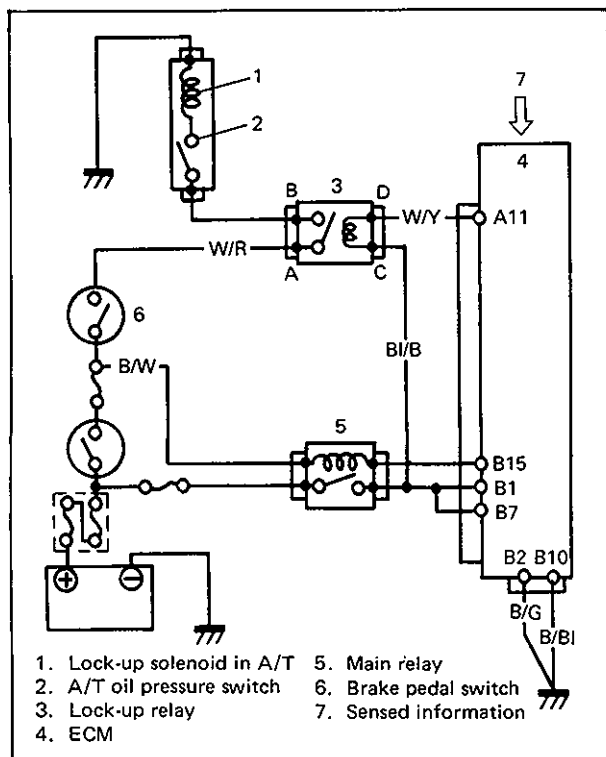 1
2
7
4
B
3
D
W/Y
A11
W/R
A
C
6
Bl/B
B/W
5
B15
B1
B7
B2 B10
B/G
B/Bl
1. Lock-up solenoid in A/T
2. A/T oil pressure switch
3. Lock-up relay
4. ECM
5. Main relay
6. Brake pedal switch
7. Sensed information